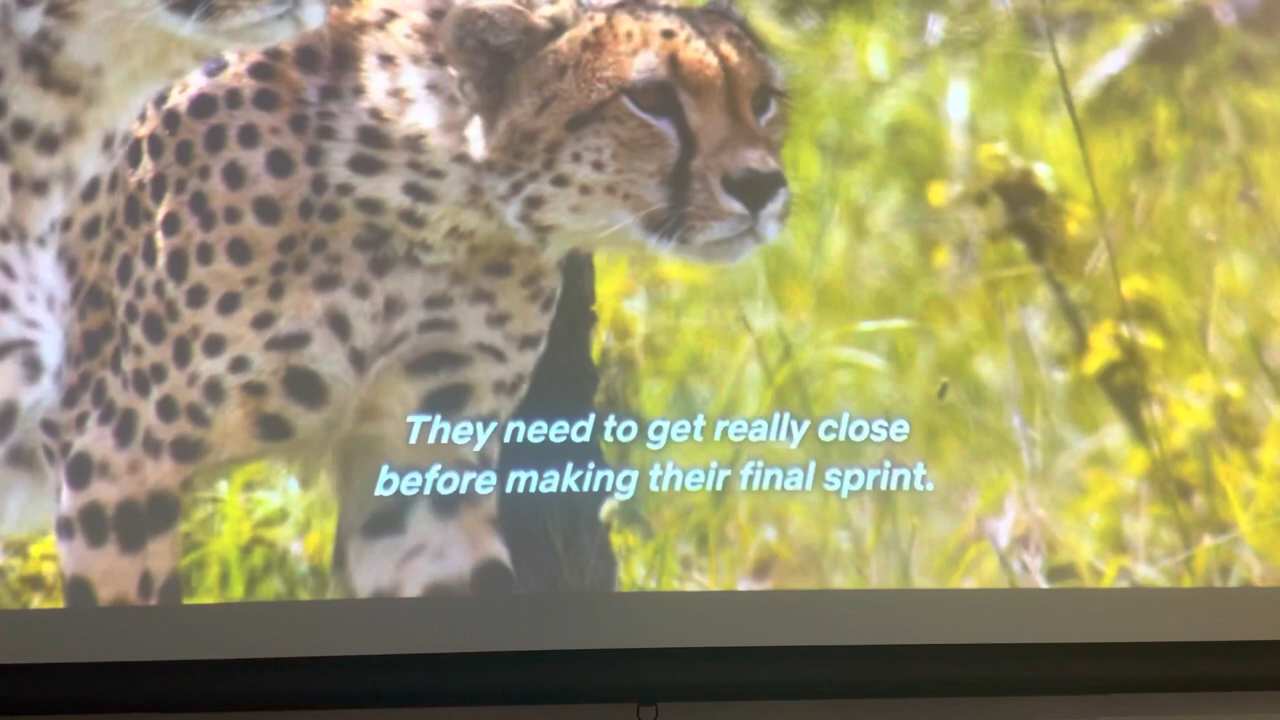 They need to get really close
before making their final sprint.